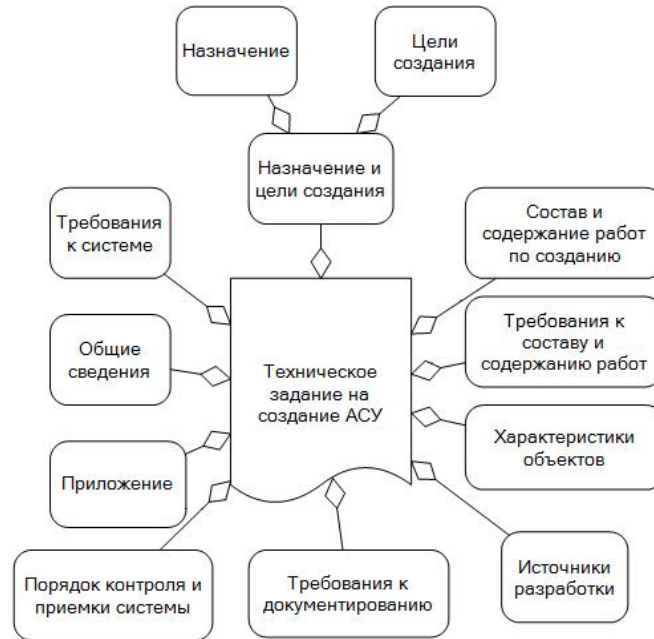 Назначение
Цели
создания
Назначение и
цели создания
Требования
к системе
Состав и
содержание работ
по созданию
Общие
сведения
Техническое
задание на
создание АСУ
Требования к
составу и
содержанию работ
Приложение
Характеристики
объектов
Порядок контроля и
приемки системы
Требования к
документированию
Источники
разработки